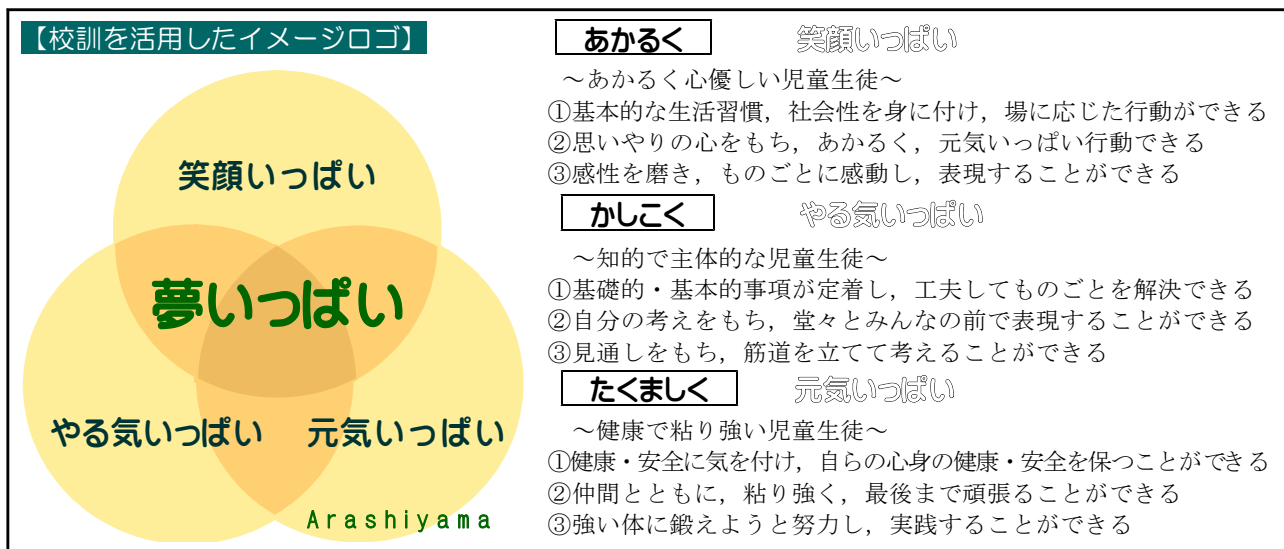 【校訓を活用したイメージロゴ】
笑顔いっぱい
夢いっぱい
やる気いっぱい
元気いっぱい
Arashiyama
あかるく 笑顔いっぱい
～あかるく心優しい児童生徒～
①基本的な生活習慣，社会性を身に付け，場に応じた行動ができる
②思いやりの心をもち，あかるく，元気いっぱい行動できる
③感性を磨き，ものごとに感動し，表現することができる
かしこく やる気いっぱい
～知的で主体的な児童生徒～
①基礎的・基本的事項が定着し，工夫してものごとを解決できる
②自分の考えをもち，堂々とみんなの前で表現することができる
③見通しをもち，筋道を立てて考えることができる
たくましく 元気いっぱい
～健康で粘り強い児童生徒～
①健康・安全に気を付け，自らの心身の健康・安全を保つことができる
②仲間とともに，粘り強く，最後まで頑張ることができる
③強い体に鍛えようと努力し，実践することができる